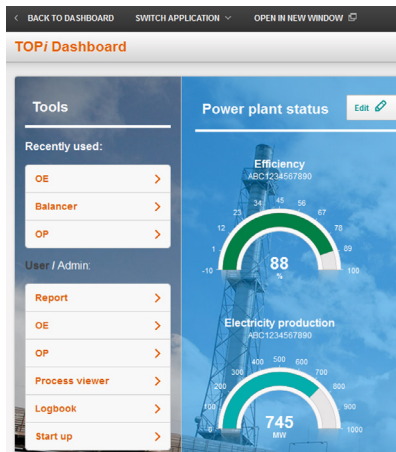 BACK TO DASHBOARD SWITCH APPLICATION OPEN IN NEW WINDOW
TOPi Dashboard
Tools
Recently used:
OE
Balancer
OP
User / Admin:
Report
OE
OP
Process viewer
Logbook
Start up
Power plant status
Edit
Efficiency
ABC1234567890
-10 1 12 23 34 45 56 67 78 89 100
88
%
Electricity production
ABC1234567890
0 100 200 300 400 500 600 700 800 900 1000
745
MW